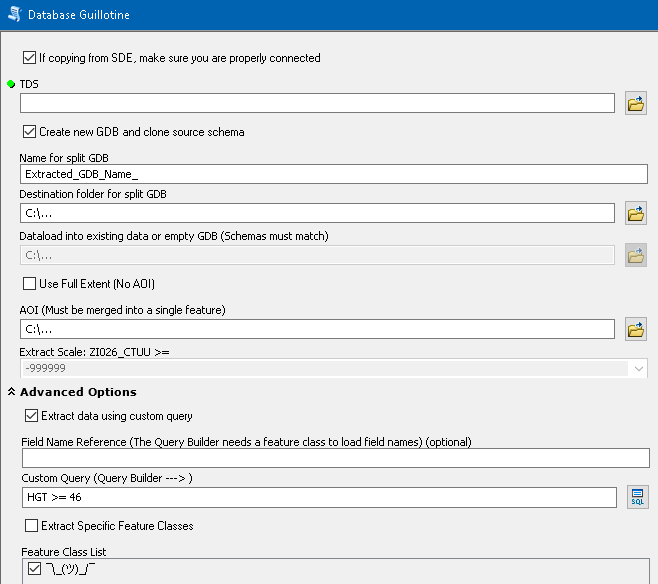 Database Guillotine
If copying from SDE, make sure you are properly connected
TDS
Create new GDB and clone source schema
Name for split GDB
Extracted_GDB_Name_
Destination folder for split GDB
C:\...
Dataload into existing data or empty GDB (Schemas must match)
C:\...
Use Full Extent (No AOI)
AOI (Must be merged into a single feature)
C:\...
Extract Scale: ZI026_CTUU >=
-999999
Advanced Options
Extract data using custom query
Field Name Reference (The Query Builder needs a feature class to load field names) (optional)
Custom Query (Query Builder ---> )
HGT >= 46
SQL
Extract Specific Feature Classes
Feature Class List
¯\_(ツ)_/¯